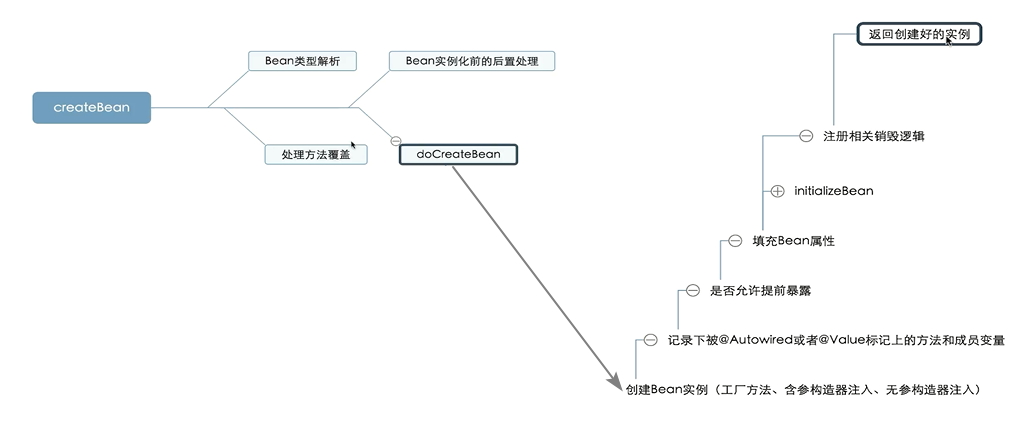 返回创建好的实例
Bean类型解析
Bean实例化前的后置处理
createBean
注册相关销毁逻辑
处理方法覆盖
doCreateBean
initializeBean
填充Bean属性
是否允许提前暴露
记录下被@Autowired或者@Value标记上的方法和成员变量
创建Bean实例（工厂方法、含参构造器注入、无参构造器注入）